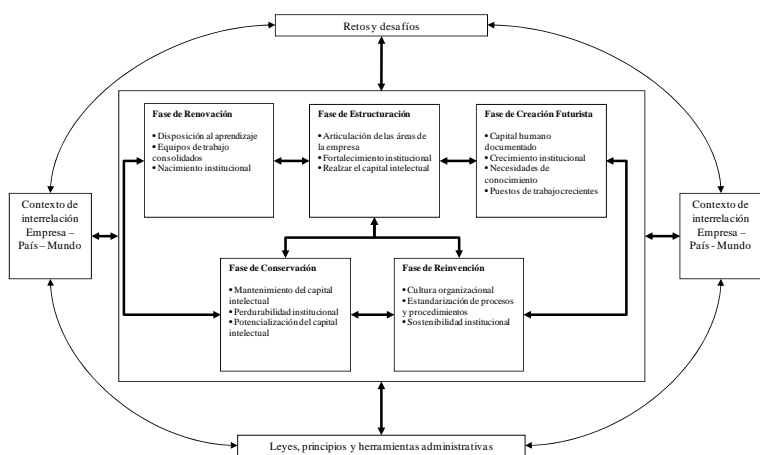 Retos y desafíos
Fase de Renovación
• Disposición al aprendizaje
• Equipos de trabajo
consolidados
• Nacimiento institucional
Fase de Estructuración
• Articulación de las áreas de
la empresa
• Fortalecimiento institucional
• Realzar el capital intelectual
Fase de Creación Futurista
• Capital humano
documentado
• Crecimiento institucional
• Necesidades de
conocimiento
• Puestos de trabajo crecientes
Contexto de
interrelación
Empresa –
País – Mundo
Contexto de
interrelación
Empresa –
País - Mundo
Fase de Conservación
• Mantenimiento del capital
intelectual
• Perdurabilidad institucional
• Potencialización del capital
intelectual
Fase de Reinvención
• Cultura organizacional
• Estandarización de procesos
y procedimientos
• Sostenibilidad institucional
Leyes, principios y herramientas administrativas